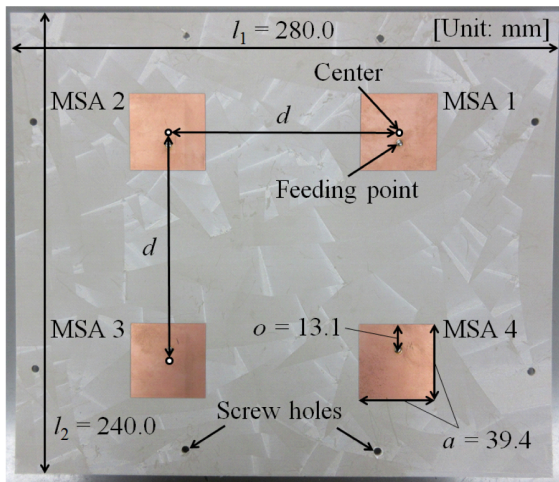 l1 = 280.0
[Unit: mm]
Center
MSA 2
MSA 1
d
Feeding point
d
MSA 3
o = 13.1
MSA 4
Screw holes
l2 = 240.0
a = 39.4